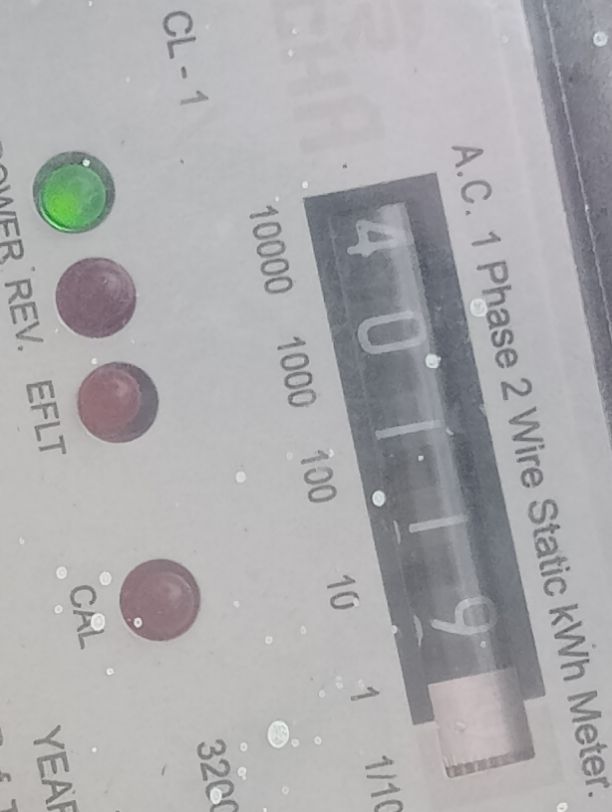 A.C. 1 Phase 2 Wire Static kWh Meter.
4 0 1 1 9
10000 1000 100 10 1 1/10
CL - 1
3200
REV. EFLT CAL